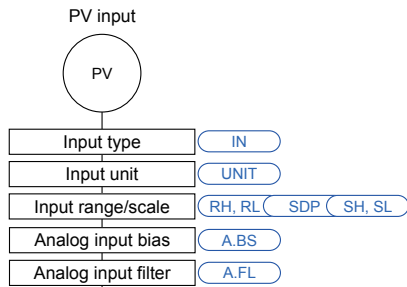 PV input
PV
Input type IN
Input unit UNIT
Input range/scale RH, RL SDP SH, SL
Analog input bias A.BS
Analog input filter A.FL